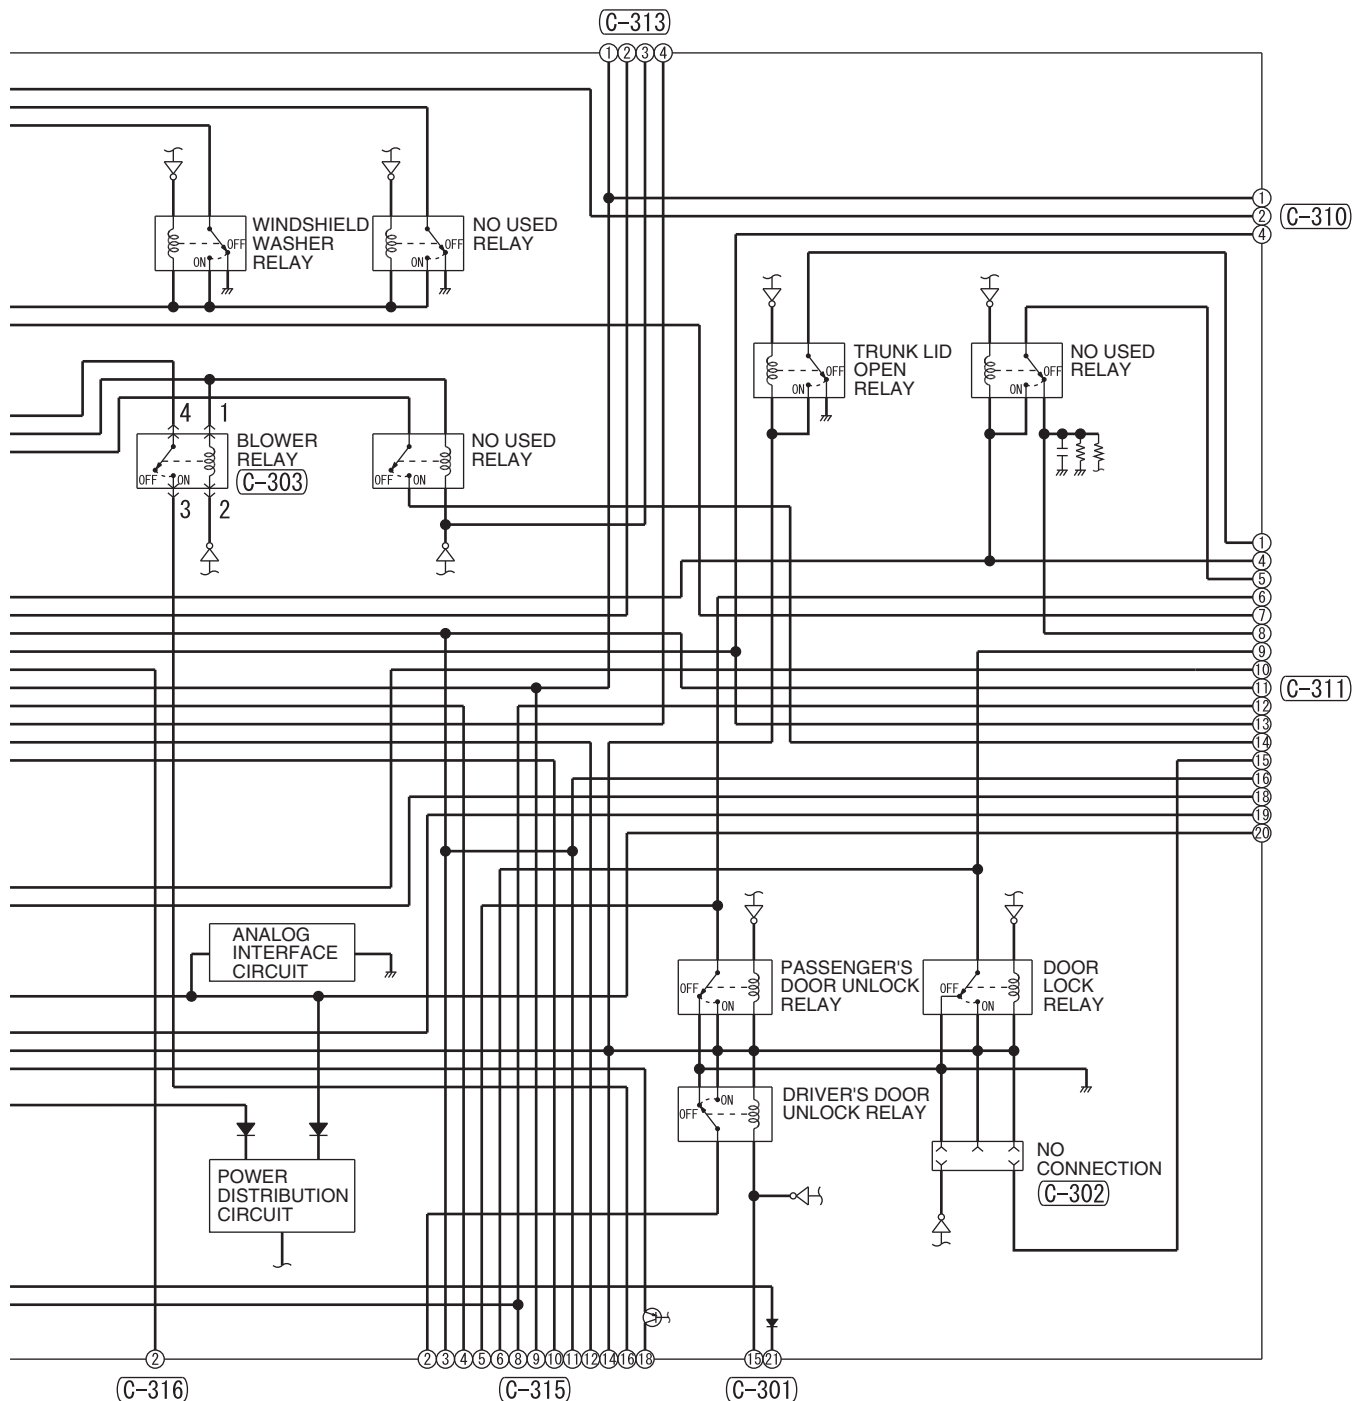 C-313
1 2 3 4
1
2
C-310
4
WINDSHIELD
WASHER
RELAY
OFF
ON
NO USED
RELAY
OFF
ON
TRUNK LID
OPEN
RELAY
OFF
ON
NO USED
RELAY
OFF
ON
4 1
BLOWER
RELAY
C-303
OFF ON
3 2
NO USED
RELAY
OFF ON
1
4
5
6
7
8
9
10
11
C-311
12
13
14
15
16
18
19
20
ANALOG
INTERFACE
CIRCUIT
PASSENGER'S
DOOR UNLOCK
RELAY
OFF
ON
DOOR
LOCK
RELAY
OFF
ON
DRIVER'S DOOR
UNLOCK RELAY
ON
OFF
NO
CONNECTION
C-302
POWER
DISTRIBUTION
CIRCUIT
2
2 3 4 5 6 8 9 10 11 12 14 16 18
15 21
C-316
C-315
C-301